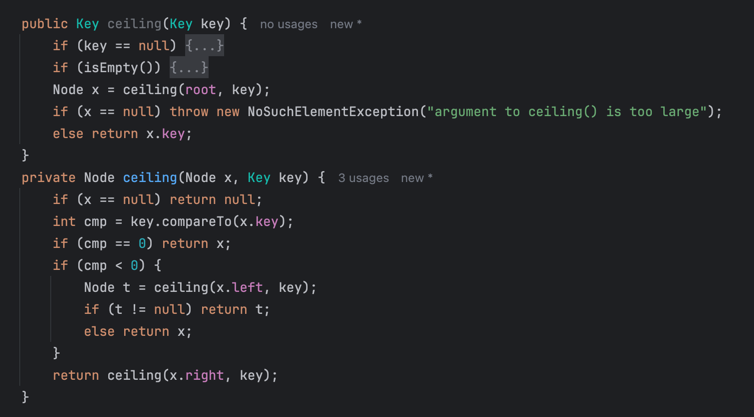 public Key ceiling(Key key) { no usages new *
    if (key == null) {...}
    if (isEmpty()) {...}
    Node x = ceiling(root, key);
    if (x == null) throw new NoSuchElementException("argument to ceiling() is too large");
    else return x.key;
}
private Node ceiling(Node x, Key key) { 3 usages new *
    if (x == null) return null;
    int cmp = key.compareTo(x.key);
    if (cmp == 0) return x;
    if (cmp < 0) {
        Node t = ceiling(x.left, key);
        if (t != null) return t;
        else return x;
    }
    return ceiling(x.right, key);
}